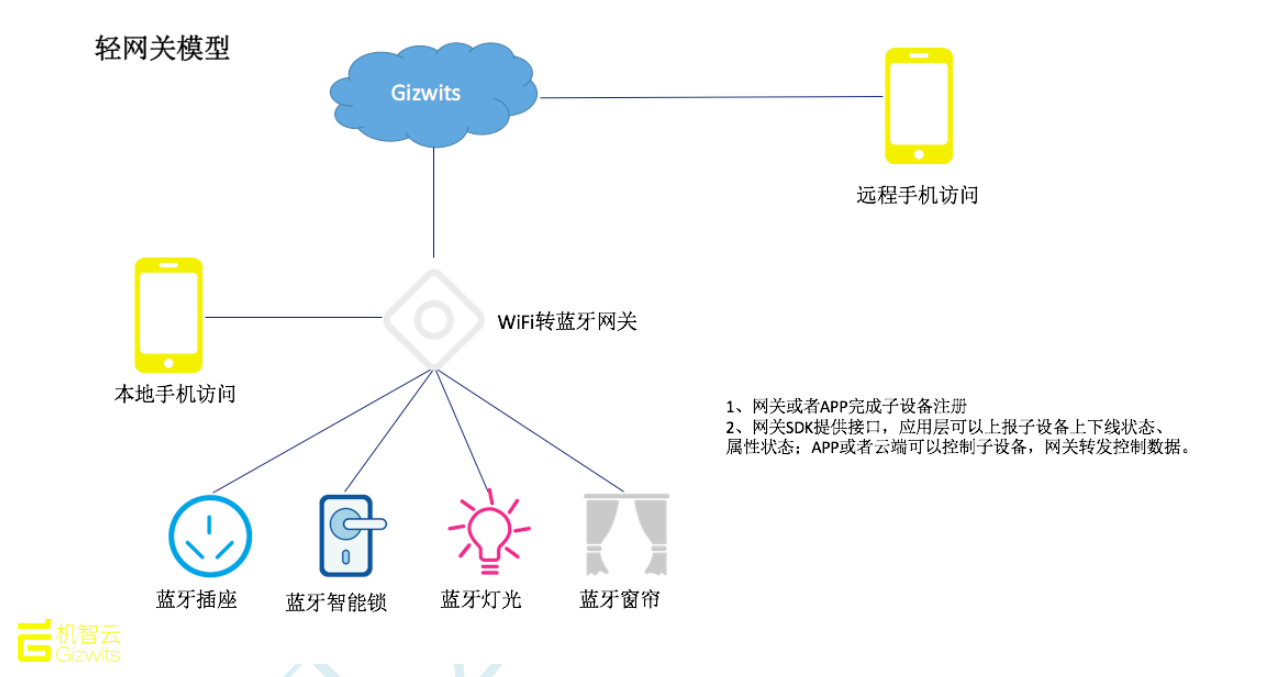 轻网关模型
Gizwits
远程手机访问
WiFi转蓝牙网关
本地手机访问
1、网关或者APP完成子设备注册
2、网关SDK提供接口，应用层可以上报子设备上下线状态、
属性状态；APP或者云端可以控制子设备，网关转发控制数据。
蓝牙插座
蓝牙智能锁
蓝牙灯光
蓝牙窗帘
机智云
Gizwits